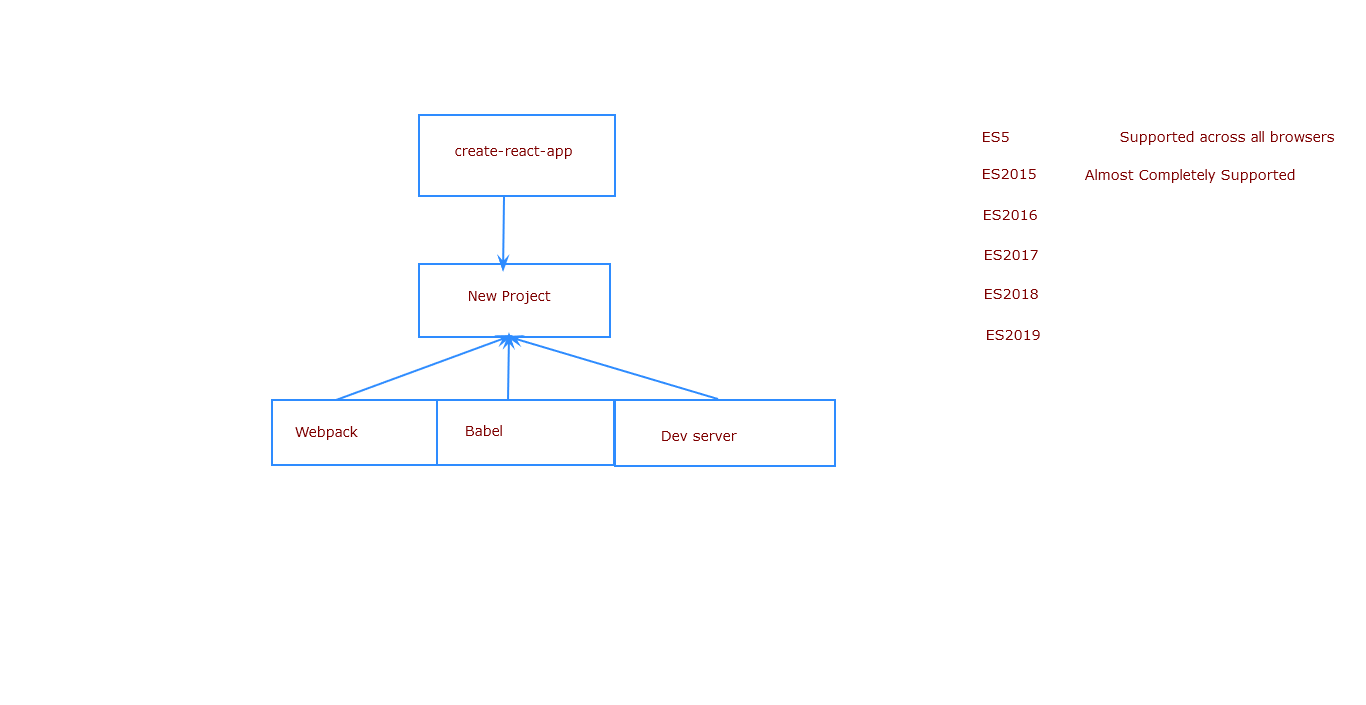 create-react-app
New Project
Webpack
Babel
Dev server
ES5 Supported across all browsers
ES2015 Almost Completely Supported
ES2016
ES2017
ES2018
ES2019